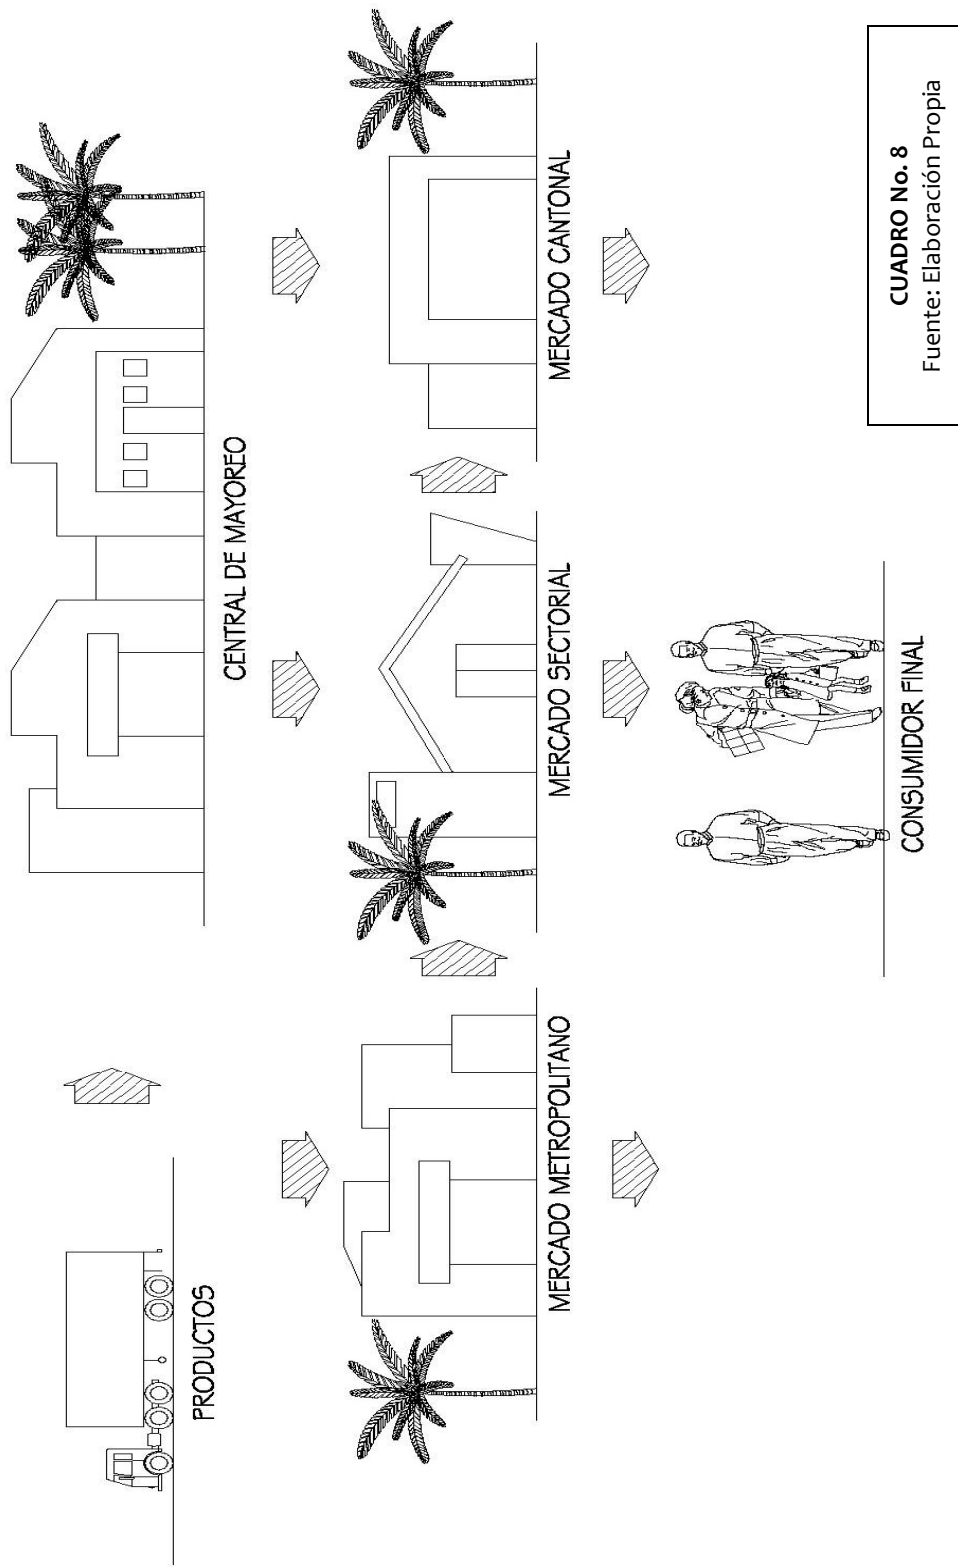 PRODUCTOS
CENTRAL DE MAYOREO
MERCADO METROPOLITANO
MERCADO SECTORIAL
MERCADO CANTONAL
CONSUMIDOR FINAL
CUADRO No. 8
Fuente: Elaboración Propia